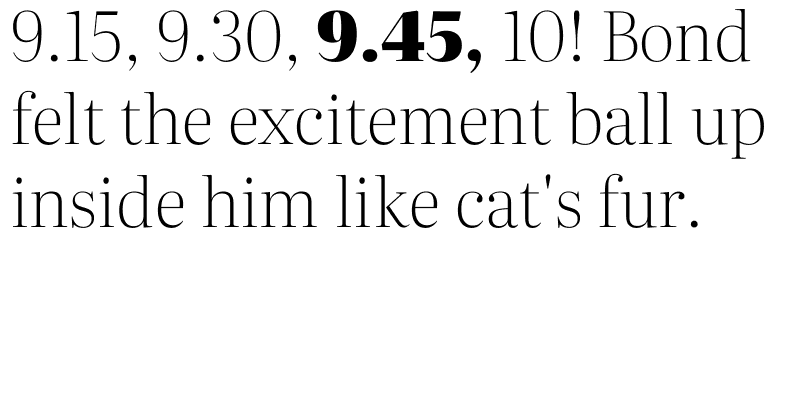 9.15, 9.30, 9.45, 10! Bond
felt the excitement ball up
inside him like cat's fur.